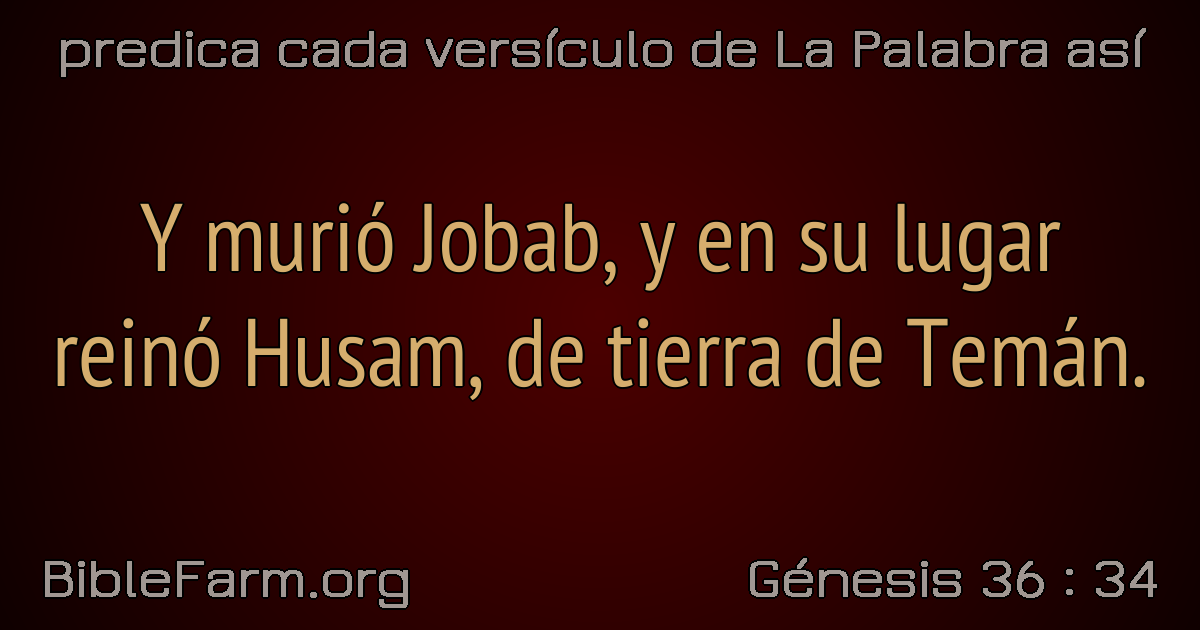 predica cada versículo de La Palabra así
Y murió Jobab, y en su lugar
reinó Husam, de tierra de Temán.
BibleFarm.org
Génesis 36 : 34